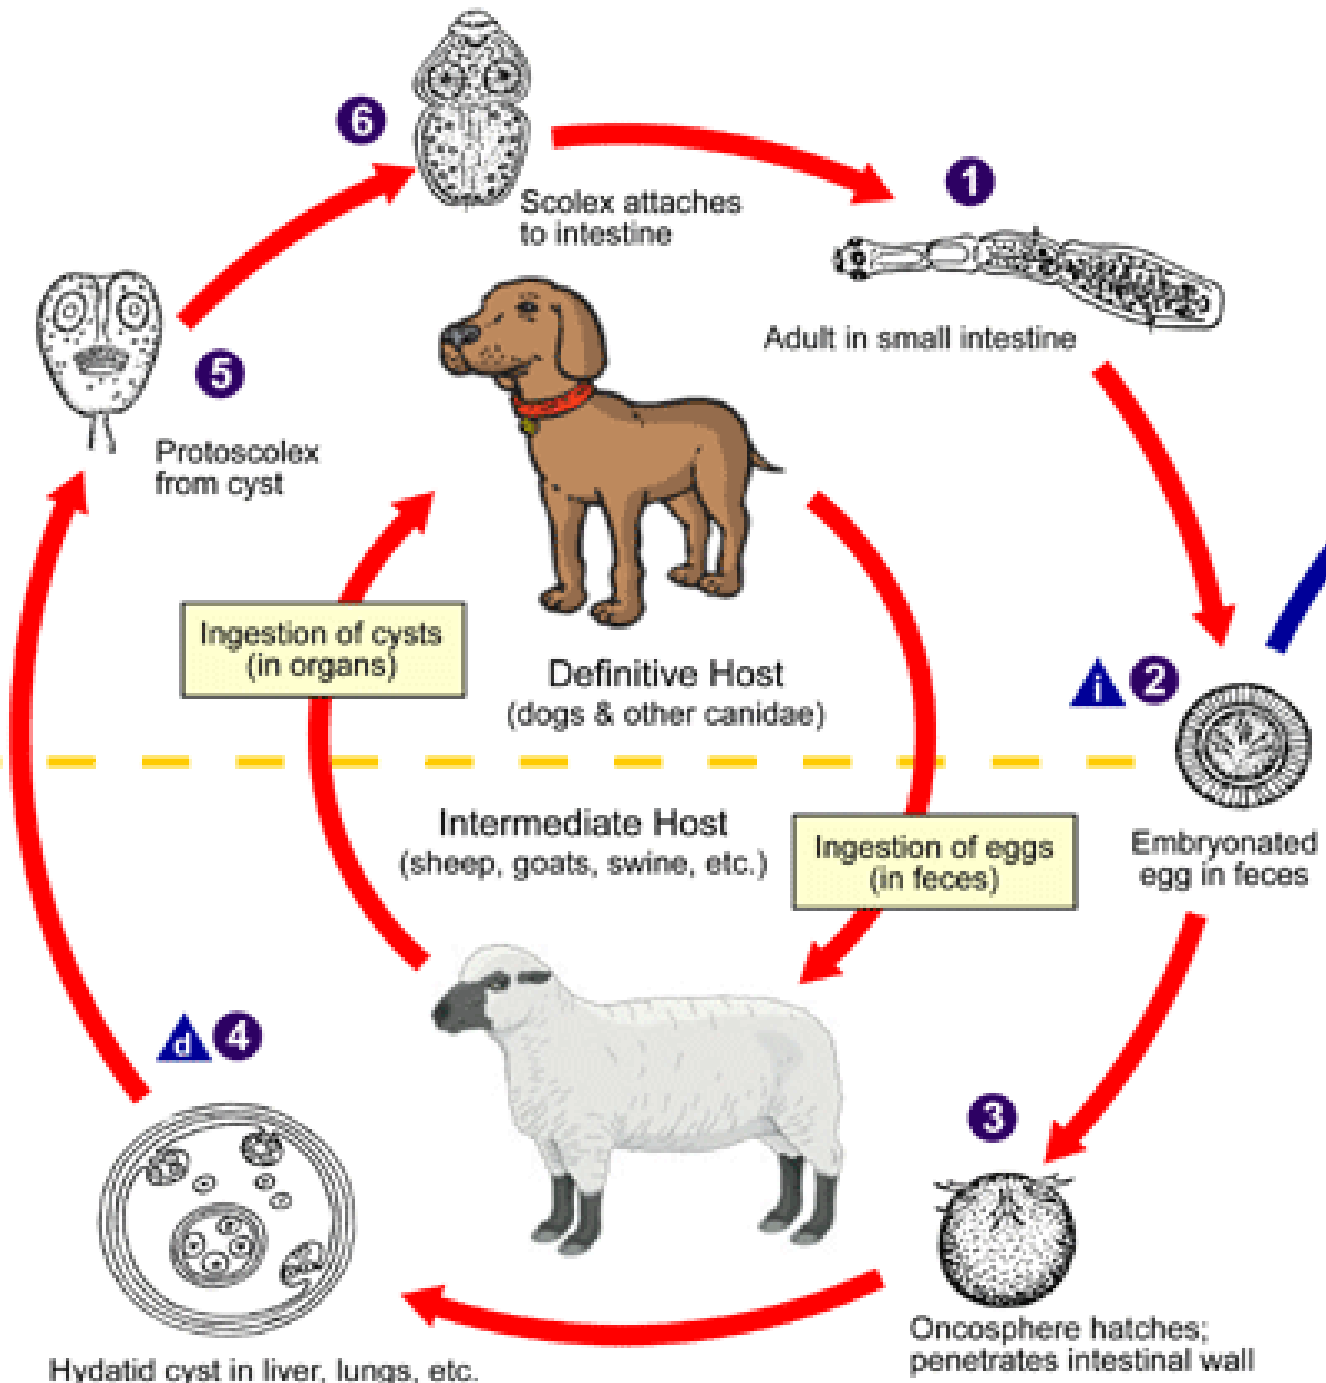 6
Scolex attaches
to intestine
1
Adult in small intestine
5
Protoscolex
from cyst
Ingestion of cysts
(in organs)
Definitive Host
(dogs & other canidae)
i 2
Embryonated
egg in feces
Intermediate Host
(sheep, goats, swine, etc.)
Ingestion of eggs
(in feces)
d 4
3
Hydatid cyst in liver, lungs, etc.
Oncosphere hatches;
penetrates intestinal wall